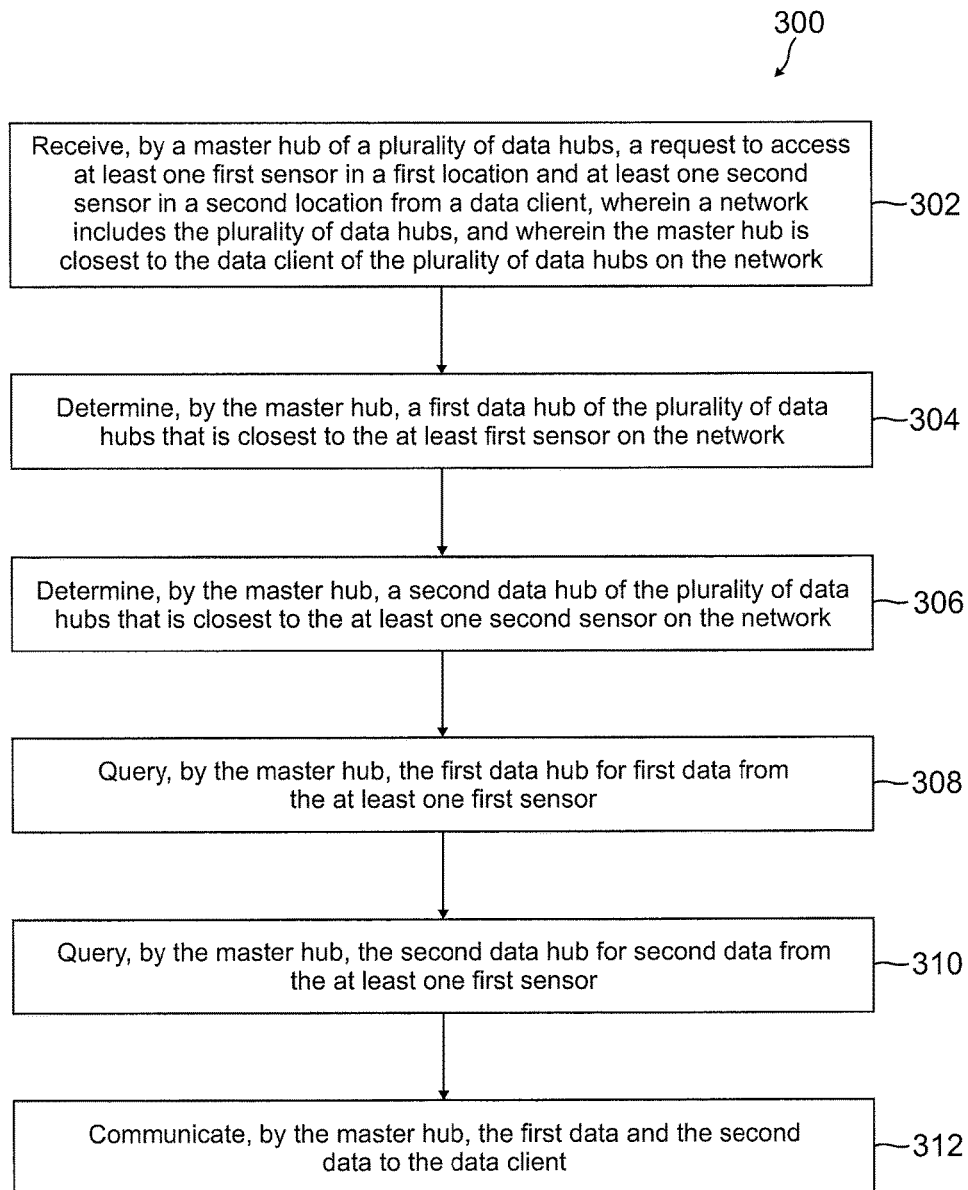 300
Receive, by a master hub of a plurality of data hubs, a request to access
at least one first sensor in a first location and at least one second
sensor in a second location from a data client, wherein a network
includes the plurality of data hubs, and wherein the master hub is
closest to the data client of the plurality of data hubs on the network
302
Determine, by the master hub, a first data hub of the plurality of data
hubs that is closest to the at least first sensor on the network
304
Determine, by the master hub, a second data hub of the plurality of data
hubs that is closest to the at least one second sensor on the network
306
Query, by the master hub, the first data hub for first data from
the at least one first sensor
308
Query, by the master hub, the second data hub for second data from
the at least one first sensor
310
Communicate, by the master hub, the first data and the second
data to the data client
312